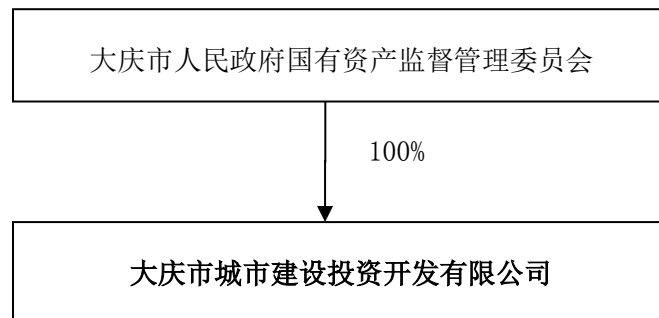 大庆市人民政府国有资产监督管理委员会
100%
大庆市城市建设投资开发有限公司